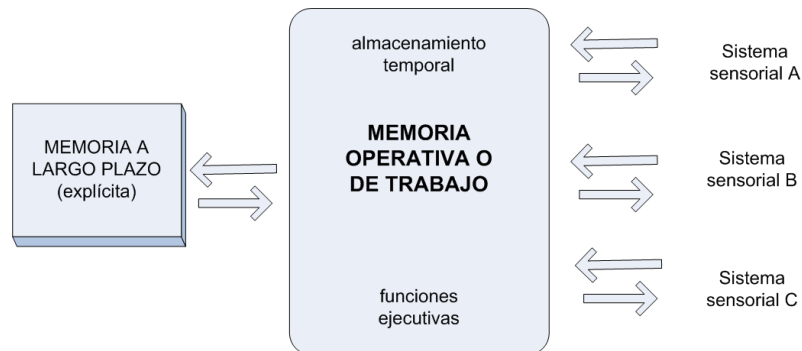 MEMORIA A
LARGO PLAZO
(explícita)
almacenamiento
temporal
MEMORIA
OPERATIVA O
DE TRABAJO
funciones
ejecutivas
Sistema
sensorial A
Sistema
sensorial B
Sistema
sensorial C